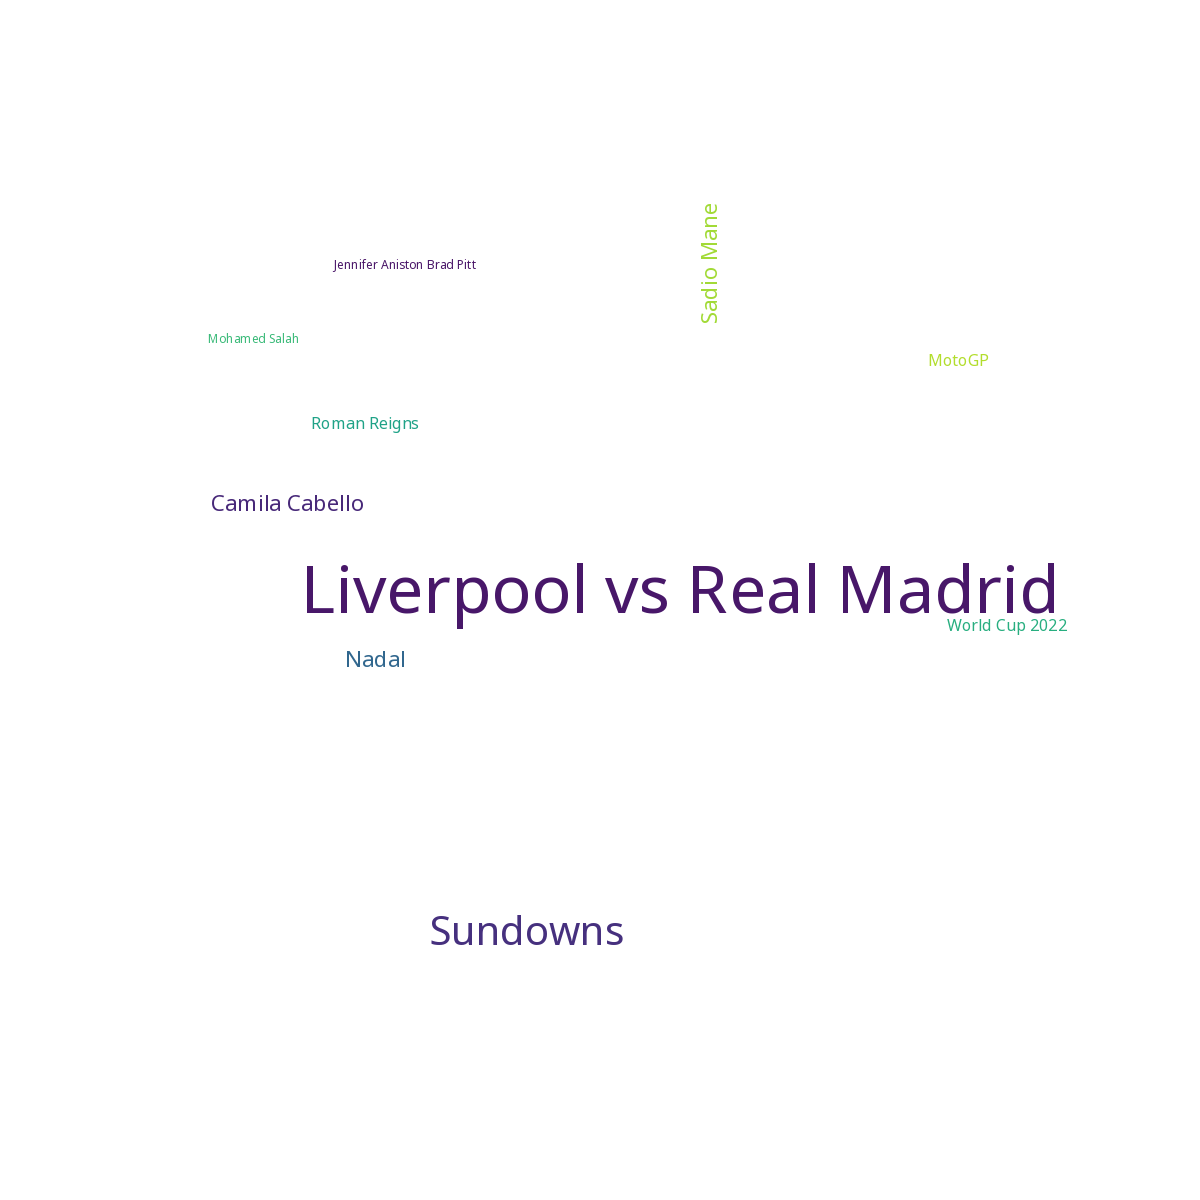 Sadio Mane
Jennifer Aniston Brad Pitt
Mohamed Salah
MotoGP
Roman Reigns
Camila Cabello
Liverpool vs Real Madrid
World Cup 2022
Nadal
Sundowns